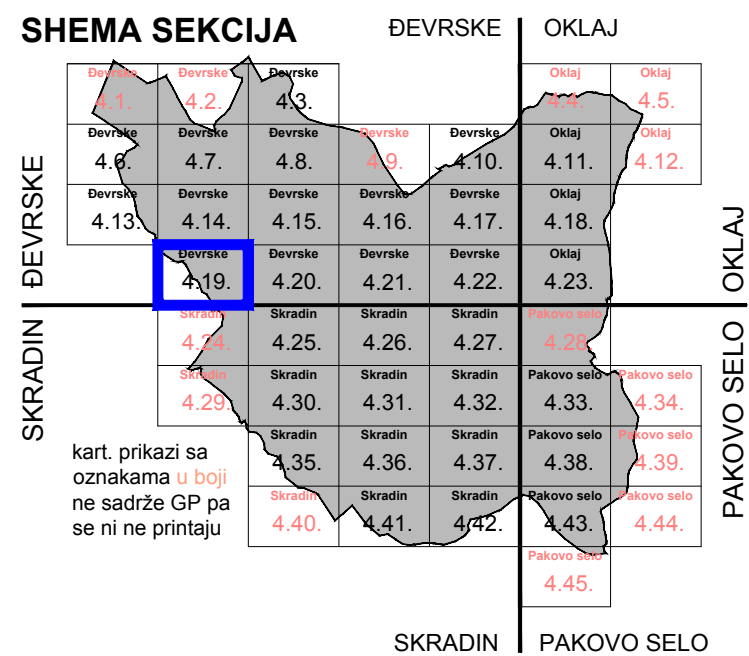 SHEMA SEKCIJA
ĐEVRSKE OKLAJ
Đevrske Đevrske Đevrske Oklaj Oklaj
4.1. 4.2. 4.3. 4.4. 4.5.
Đevrske Đevrske Đevrske Đevrske Đevrske Oklaj Oklaj
4.6. 4.7. 4.8. 4.9. 4.10. 4.11. 4.12.
Đevrske Đevrske Đevrske Đevrske Đevrske Oklaj
4.13. 4.14. 4.15. 4.16. 4.17. 4.18.
Đevrske Đevrske Đevrske Đevrske Oklaj
4.19. 4.20. 4.21. 4.22. 4.23.
ĐEVRSKE
OKLAJ
Skradin Skradin Skradin Skradin Pakovo selo
4.24. 4.25. 4.26. 4.27. 4.28.
Skradin Skradin Skradin Skradin Pakovo selo Pakovo selo
4.29. 4.30. 4.31. 4.32. 4.33. 4.34.
Skradin Skradin Skradin Pakovo selo Pakovo selo
4.35. 4.36. 4.37. 4.38. 4.39.
Skradin Skradin Skradin Pakovo selo Pakovo selo
4.40. 4.41. 4.42. 4.43. 4.44.
Pakovo selo
4.45.
SKRADIN
PAKOVO SELO
kart. prikazi sa
oznakama u boji
ne sadrže GP pa
se ni ne printaju
SKRADIN PAKOVO SELO